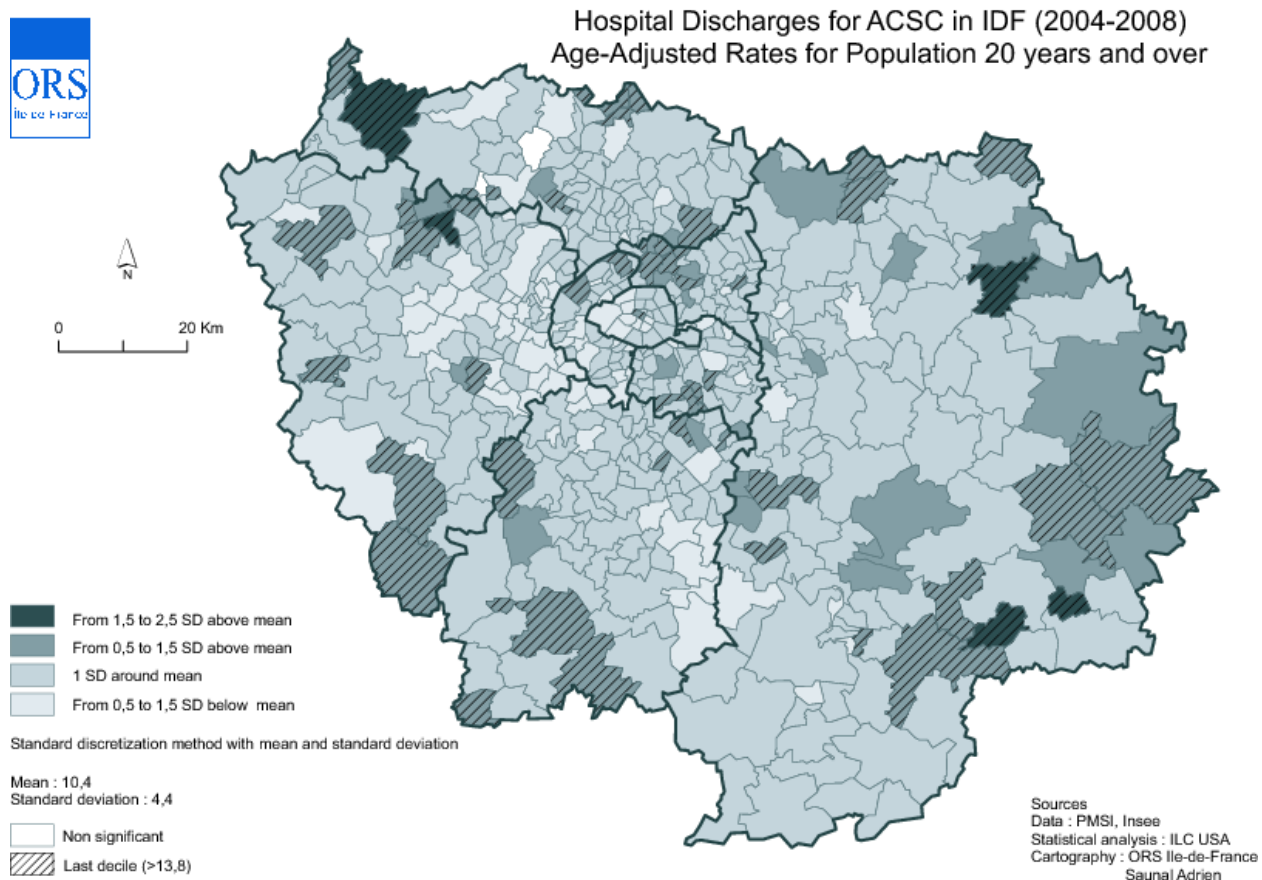 Hospital Discharges for ACSC in IDF (2004-2008)
Age-Adjusted Rates for Population 20 years and over
ORS
Île-de-France
N
0 20 Km
From 1,5 to 2,5 SD above mean
From 0,5 to 1,5 SD above mean
1 SD around mean
From 0,5 to 1,5 SD below mean
Standard discretization method with mean and standard deviation
Mean : 10,4
Standard deviation : 4,4
Non significant
Last decile (>13,8)
Sources
Data : PMSI, Insee
Statistical analysis : ILC USA
Cartography : ORS Ile-de-France
Saunal Adrien